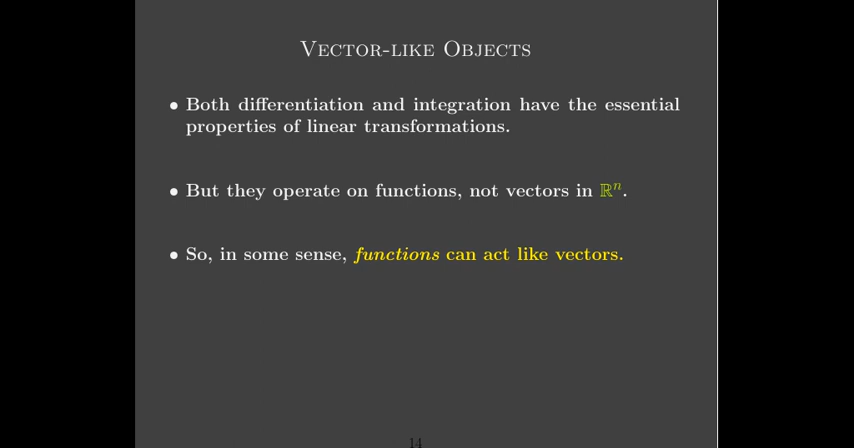 Vector-like Objects
• Both differentiation and integration have the essential
properties of linear transformations.
• But they operate on functions, not vectors in ℝⁿ.
• So, in some sense, functions can act like vectors.
14